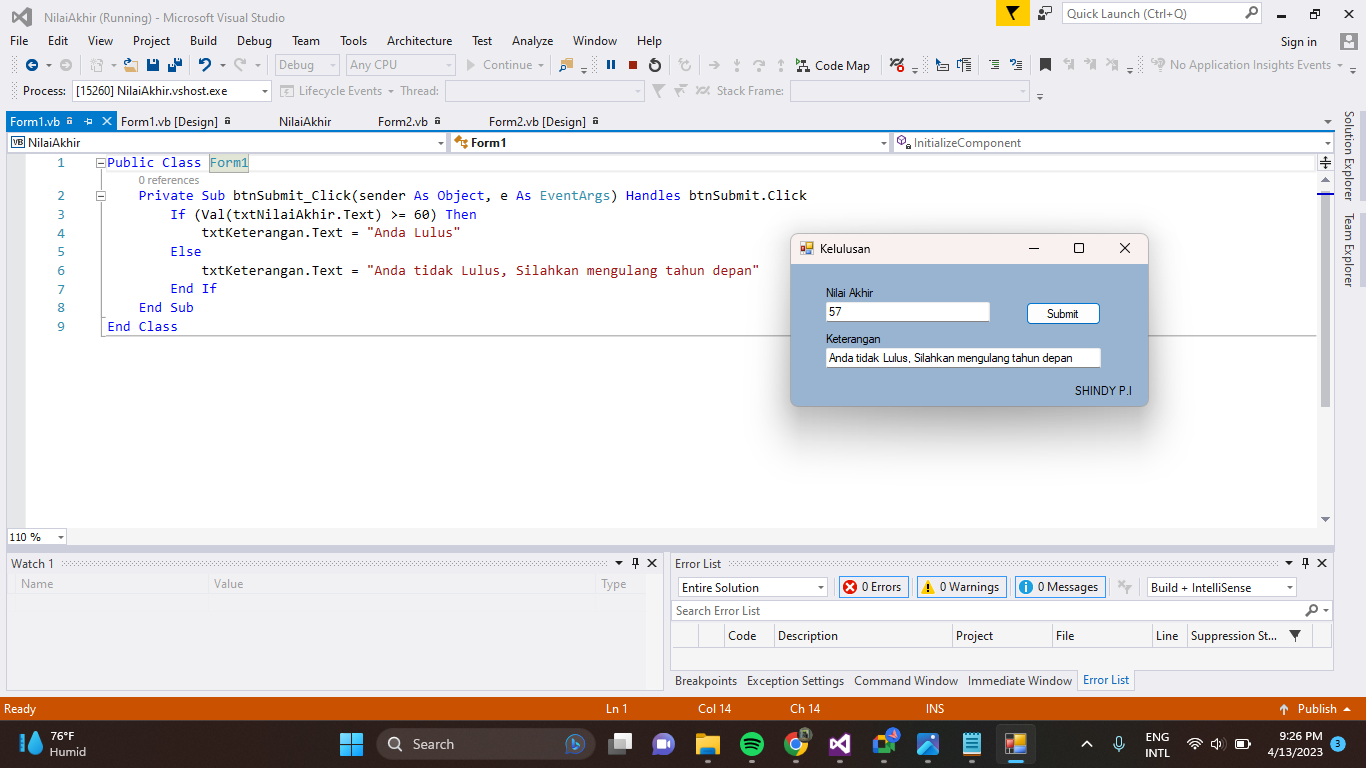 NilaiAkhir (Running) - Microsoft Visual Studio
Quick Launch (Ctrl+Q)
File Edit View Project Build Debug Team Tools Architecture Test Analyze Window Help
Sign in
Debug Any CPU Continue Code Map No Application Insights Events
Process: [15260] NilaiAkhir.vshost.exe Lifecycle Events Thread: Stack Frame:
Form1.vb Form1.vb [Design] NilaiAkhir Form2.vb Form2.vb [Design]
VB NilaiAkhir Form1 InitializeComponent
1 Public Class Form1
0 references
2 Private Sub btnSubmit_Click(sender As Object, e As EventArgs) Handles btnSubmit.Click
3 If (Val(txtNilaiAkhir.Text) >= 60) Then
4 txtKeterangan.Text = "Anda Lulus"
5 Else
6 txtKeterangan.Text = "Anda tidak Lulus, Silahkan mengulang tahun depan"
7 End If
8 End Sub
9 End Class
Kelulusan
Nilai Akhir
57
Submit
Keterangan
Anda tidak Lulus, Silahkan mengulang tahun depan
SHINDY P.I
Solution Explorer
Team Explorer
110 %
Watch 1
Name Value Type
Error List
Entire Solution 0 Errors 0 Warnings 0 Messages Build + IntelliSense
Search Error List
Code Description Project File Line Suppression St...
Breakpoints Exception Settings Command Window Immediate Window Error List
Ready Ln 1 Col 14 Ch 14 INS Publish
76°F
Humid
Search
ENG
INTL
9:26 PM
4/13/2023
3